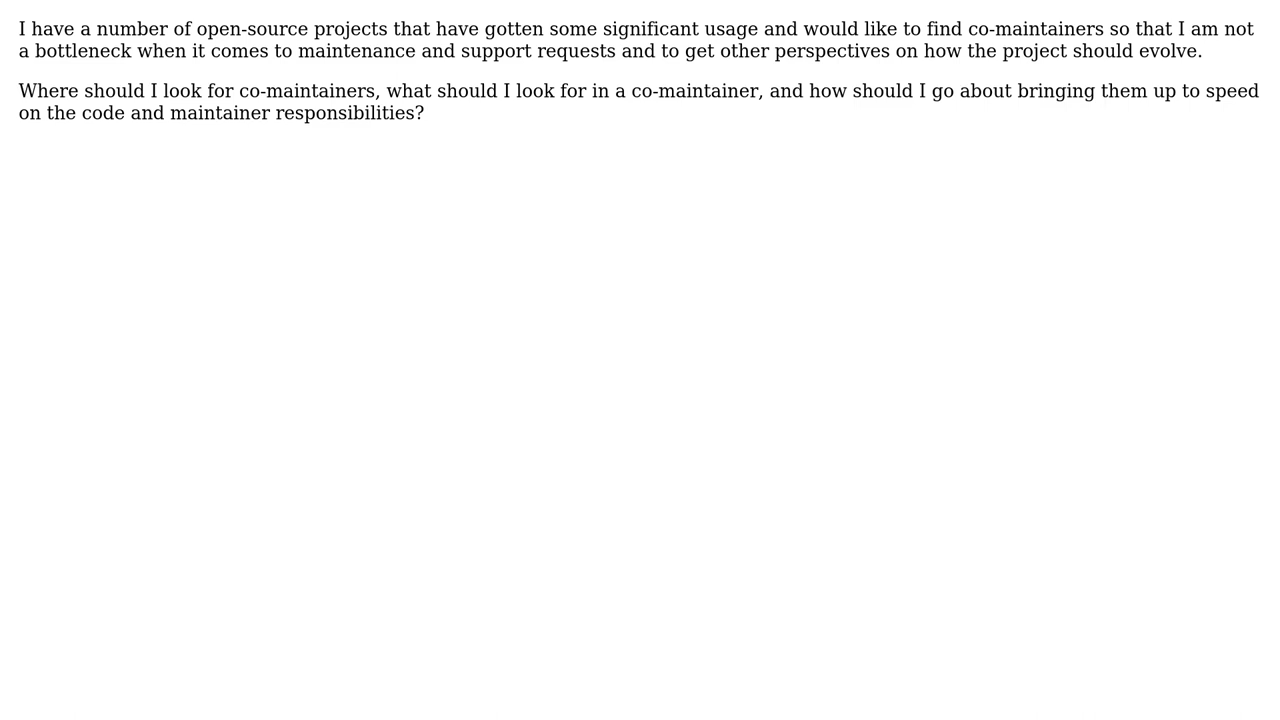 I have a number of open-source projects that have gotten some significant usage and would like to find co-maintainers so that I am not
a bottleneck when it comes to maintenance and support requests and to get other perspectives on how the project should evolve.
Where should I look for co-maintainers, what should I look for in a co-maintainer, and how should I go about bringing them up to speed
on the code and maintainer responsibilities?